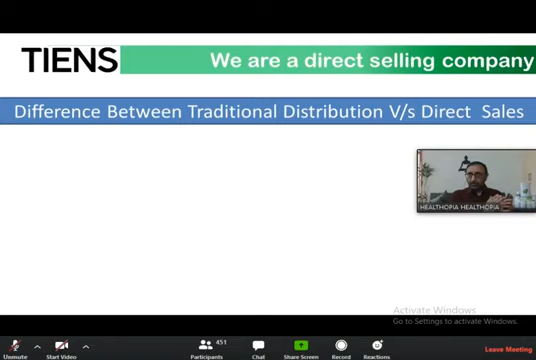 TIENS
We are a direct selling company
Difference Between Traditional Distribution V/s Direct Sales
HEALTHOPIA HEALTHOPIA
Activate Windows
Go to Settings to activate Windows.
451
Unmute
Start Video
Participants
Chat
Share Screen
Record
Reactions
Leave Meeting